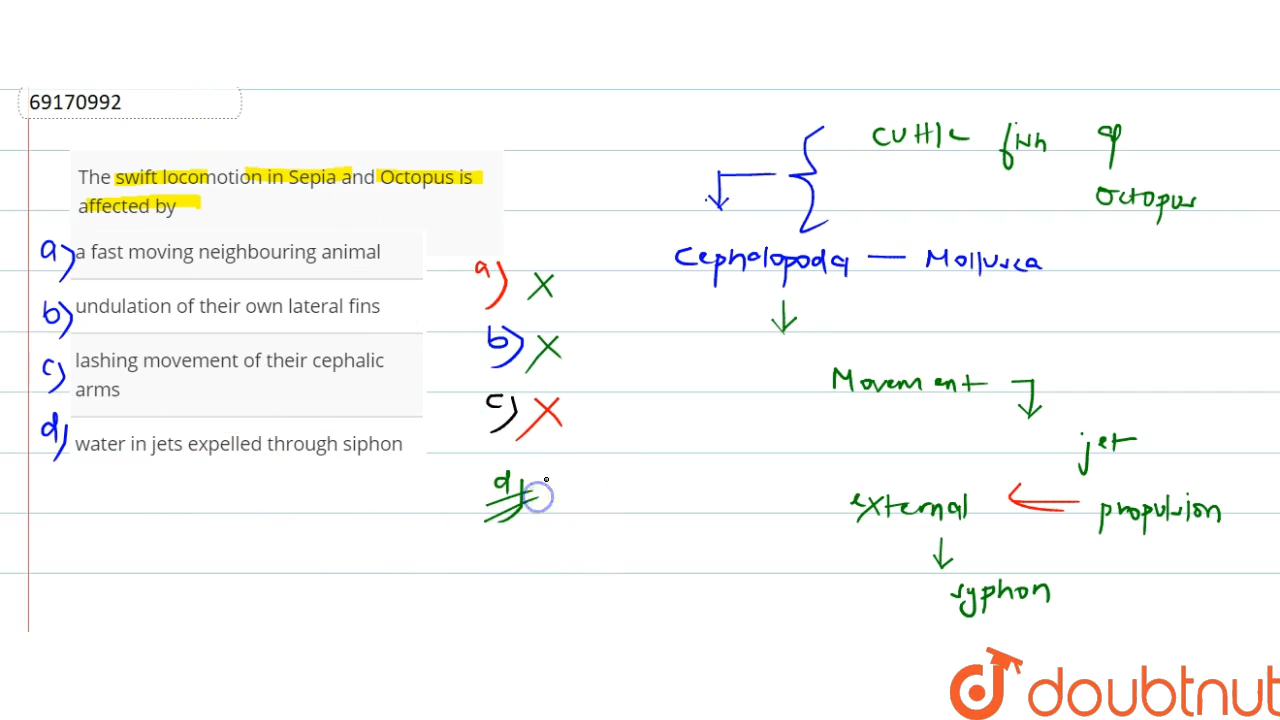 69170992
The swift locomotion in Sepia and Octopus is
affected by
a) a fast moving neighbouring animal
b) undulation of their own lateral fins
c) lashing movement of their cephalic
arms
d) water in jets expelled through siphon
a) X
b) X
c) X
d)
cuttle fish
octopus
Cephalopoda — Mollusca
Movement
jet
propulsion
external
syphon
doubtnut